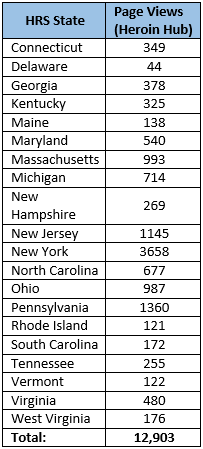 HRS State Page Views
(Heroin Hub)
Connecticut 349
Delaware 44
Georgia 378
Kentucky 325
Maine 138
Maryland 540
Massachusetts 993
Michigan 714
New
Hampshire 269
New Jersey 1145
New York 3658
North Carolina 677
Ohio 987
Pennsylvania 1360
Rhode Island 121
South Carolina 172
Tennessee 255
Vermont 122
Virginia 480
West Virginia 176
Total: 12,903